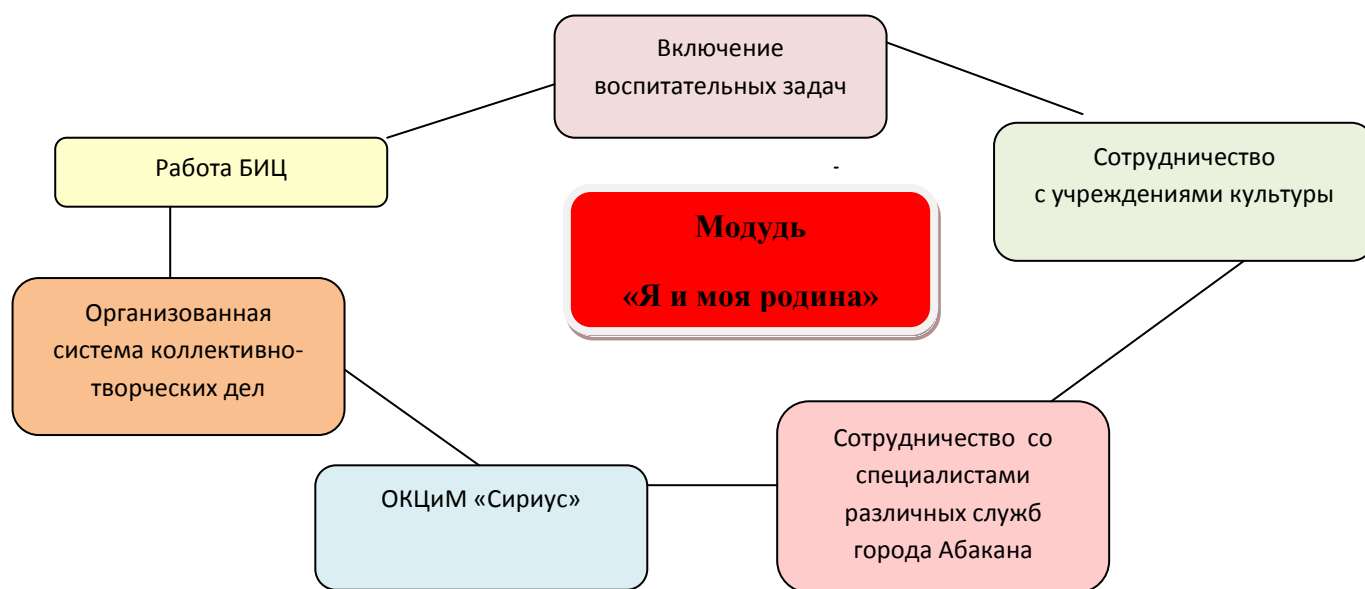 Включение
воспитательных задач
Работа БИЦ
Сотрудничество
с учреждениями культуры
-
Модудь
«Я и моя родина»
Организованная
система коллективно-
творческих дел
ОКЦиМ «Сириус»
Сотрудничество со
специалистами
различных служб
города Абакана